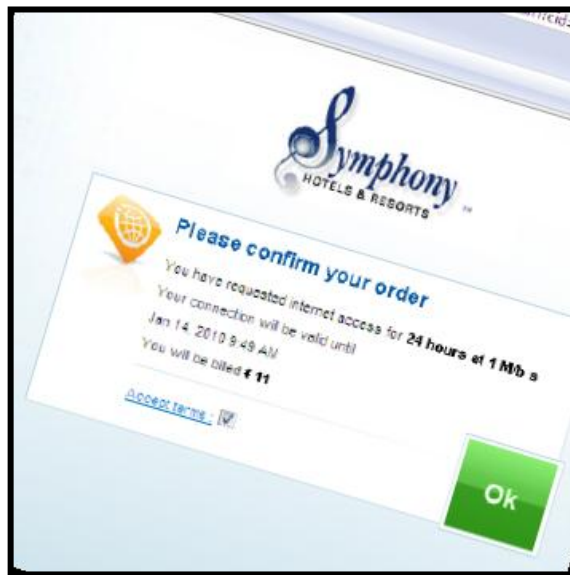 Symphony
HOTELS & RESORTS ™
Please confirm your order
You have requested internet access for 24 hours at 1 M/b s
Your connection will be valid until
Jan 14, 2010 9:49 AM
You will be billed € 11
Accept terms :
Ok